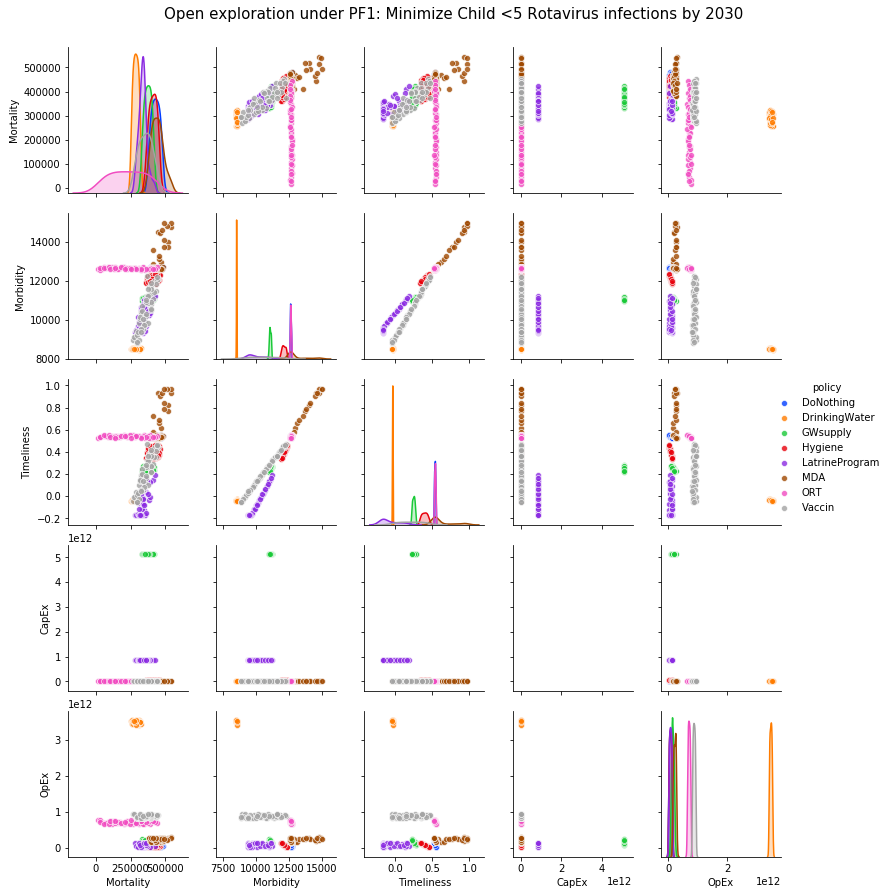 Open exploration under PF1: Minimize Child <5 Rotavirus infections by 2030
500000
400000
300000
200000
100000
0
Mortality
14000
12000
10000
8000
Morbidity
1.0
0.8
0.6
0.4
0.2
0.0
−0.2
Timeliness
policy
DoNothing
DrinkingWater
GWsupply
Hygiene
LatrineProgram
MDA
ORT
Vaccin
1e12
5
4
3
2
1
0
CapEx
1e12
3
2
1
0
OpEx
0 250000 500000
7500 10000 12500 15000
0.0 0.5 1.0
0 2 4
1e12
0 2
1e12
Mortality Morbidity Timeliness CapEx OpEx